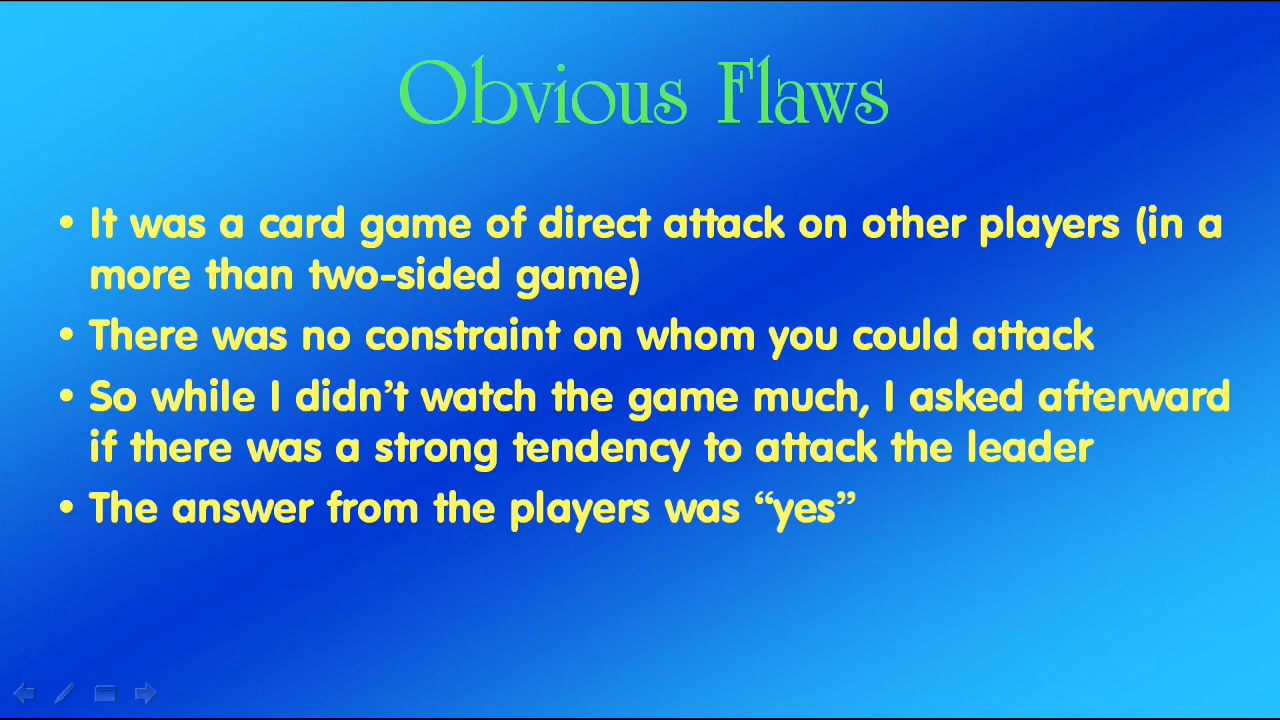 Obvious Flaws
• It was a card game of direct attack on other players (in a
more than two-sided game)
• There was no constraint on whom you could attack
• So while I didn’t watch the game much, I asked afterward
if there was a strong tendency to attack the leader
• The answer from the players was “yes”